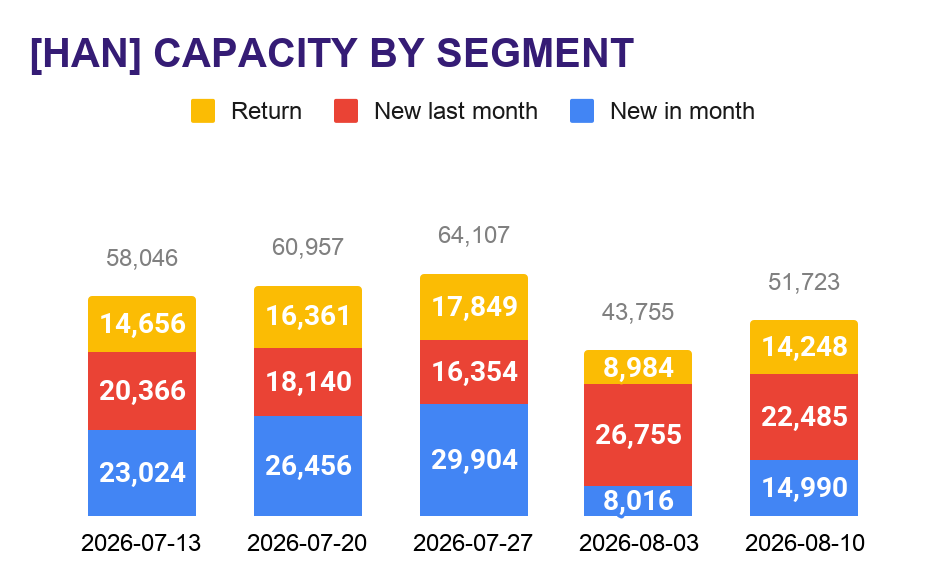 [HAN] CAPACITY BY SEGMENT
Return New last month New in month
58,046 60,957 64,107 43,755 51,723
14,656 16,361 17,849 8,984 14,248
20,366 18,140 16,354 26,755 22,485
23,024 26,456 29,904 8,016 14,990
2026-07-13 2026-07-20 2026-07-27 2026-08-03 2026-08-10